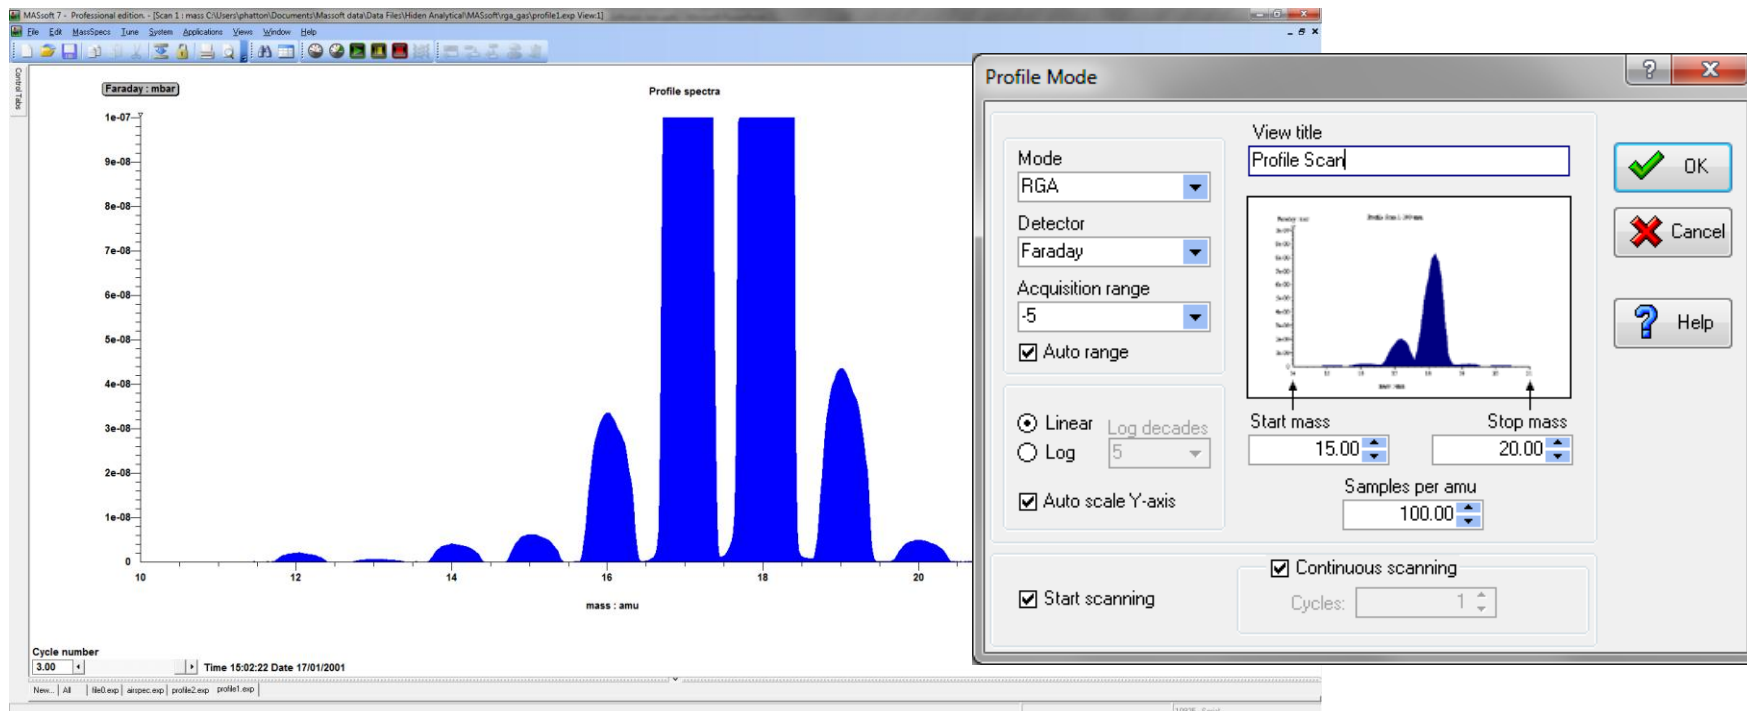 MASsoft 7 - Professional edition. - [Scan 1 : mass C:\Users\phatton\Documents\Massoft data\Data Files\Hiden Analytical\MASsoft\rga_gas\profile1.exp View:1]
File Edit MassSpecs Tune System Applications Views Window Help
Control Tabs
Faraday : mbar
Profile spectra
1e-07
9e-08
8e-08
7e-08
6e-08
5e-08
4e-08
3e-08
2e-08
1e-08
0
10 12 14 16 18 20
mass : amu
Cycle number
3.00
Time 15:02:22 Date 17/01/2001
New... All file0.exp airspec.exp profile2.exp profile1.exp
Profile Mode
Mode
RGA
Detector
Faraday
Acquisition range
-5
Auto range
Linear
Log
Log decades
5
Auto scale Y-axis
View title
Profile Scan
Start mass
15.00
Stop mass
20.00
Samples per amu
100.00
Start scanning
Continuous scanning
Cycles: 1
OK
Cancel
Help